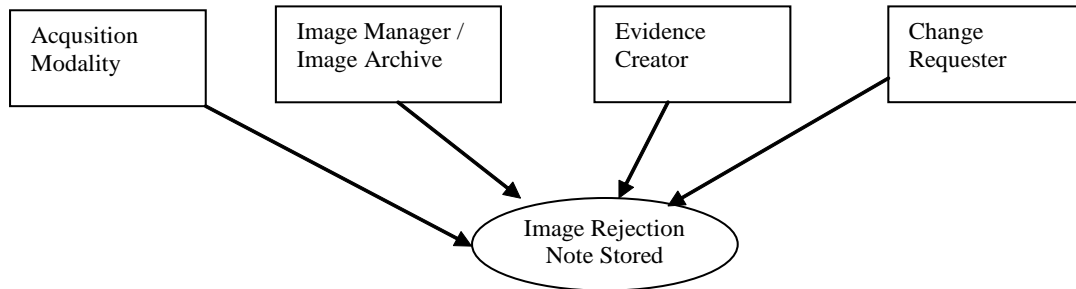 Acqusition
Modality
Image Manager /
Image Archive
Evidence
Creator
Change
Requester
Image Rejection
Note Stored